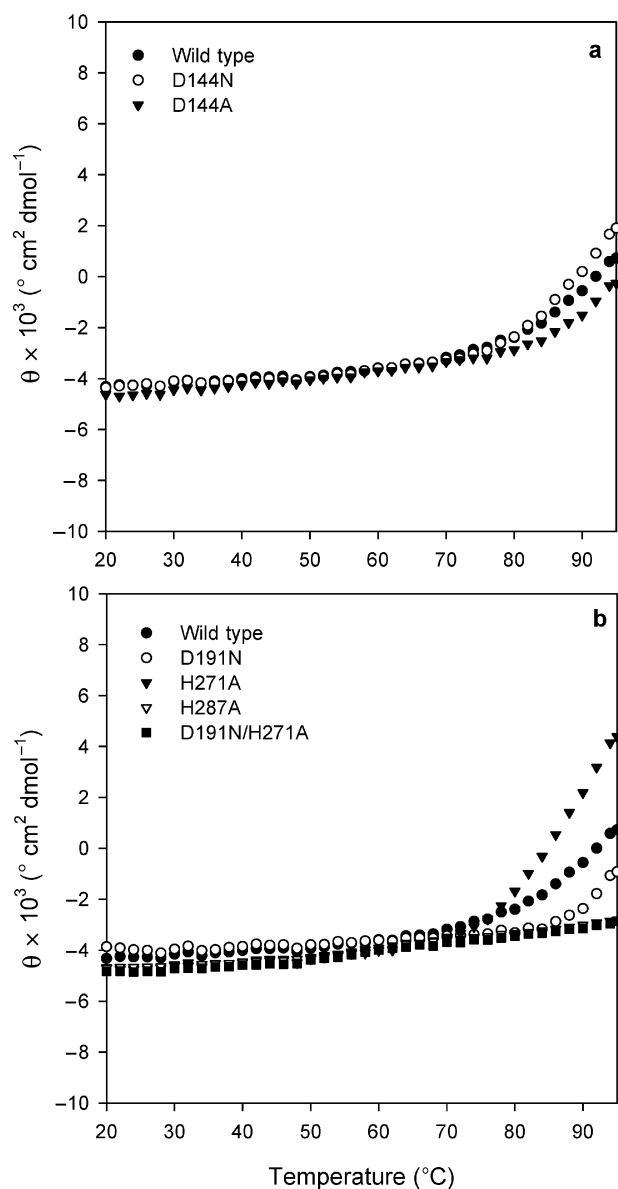 10
8
6
4
2
0
–2
–4
–6
–8
–10
θ × 10³ (° cm² dmol⁻¹)
a
Wild type
D144N
D144A
20 30 40 50 60 70 80 90
10
8
6
4
2
0
–2
–4
–6
–8
–10
θ × 10³ (° cm² dmol⁻¹)
b
Wild type
D191N
H271A
H287A
D191N/H271A
20 30 40 50 60 70 80 90
Temperature (°C)